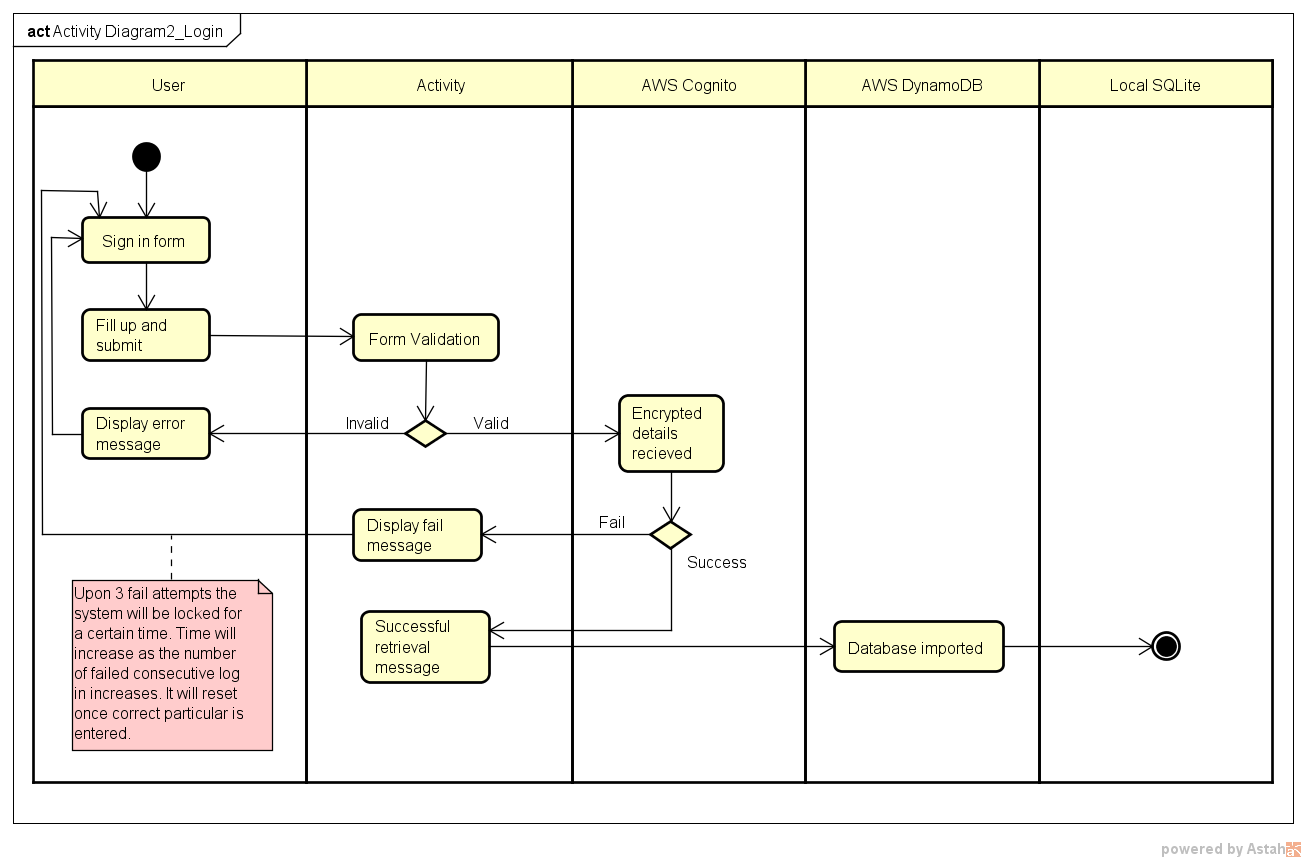 act Activity Diagram2_Login
User
Activity
AWS Cognito
AWS DynamoDB
Local SQLite
Sign in form
Fill up and
submit
Form Validation
Display error
message
Invalid
Valid
Encrypted
details
recieved
Display fail
message
Fail
Success
Upon 3 fail attempts the
system will be locked for
a certain time. Time will
increase as the number
of failed consecutive log
in increases. It will reset
once correct particular is
entered.
Successful
retrieval
message
Database imported
powered by Astah